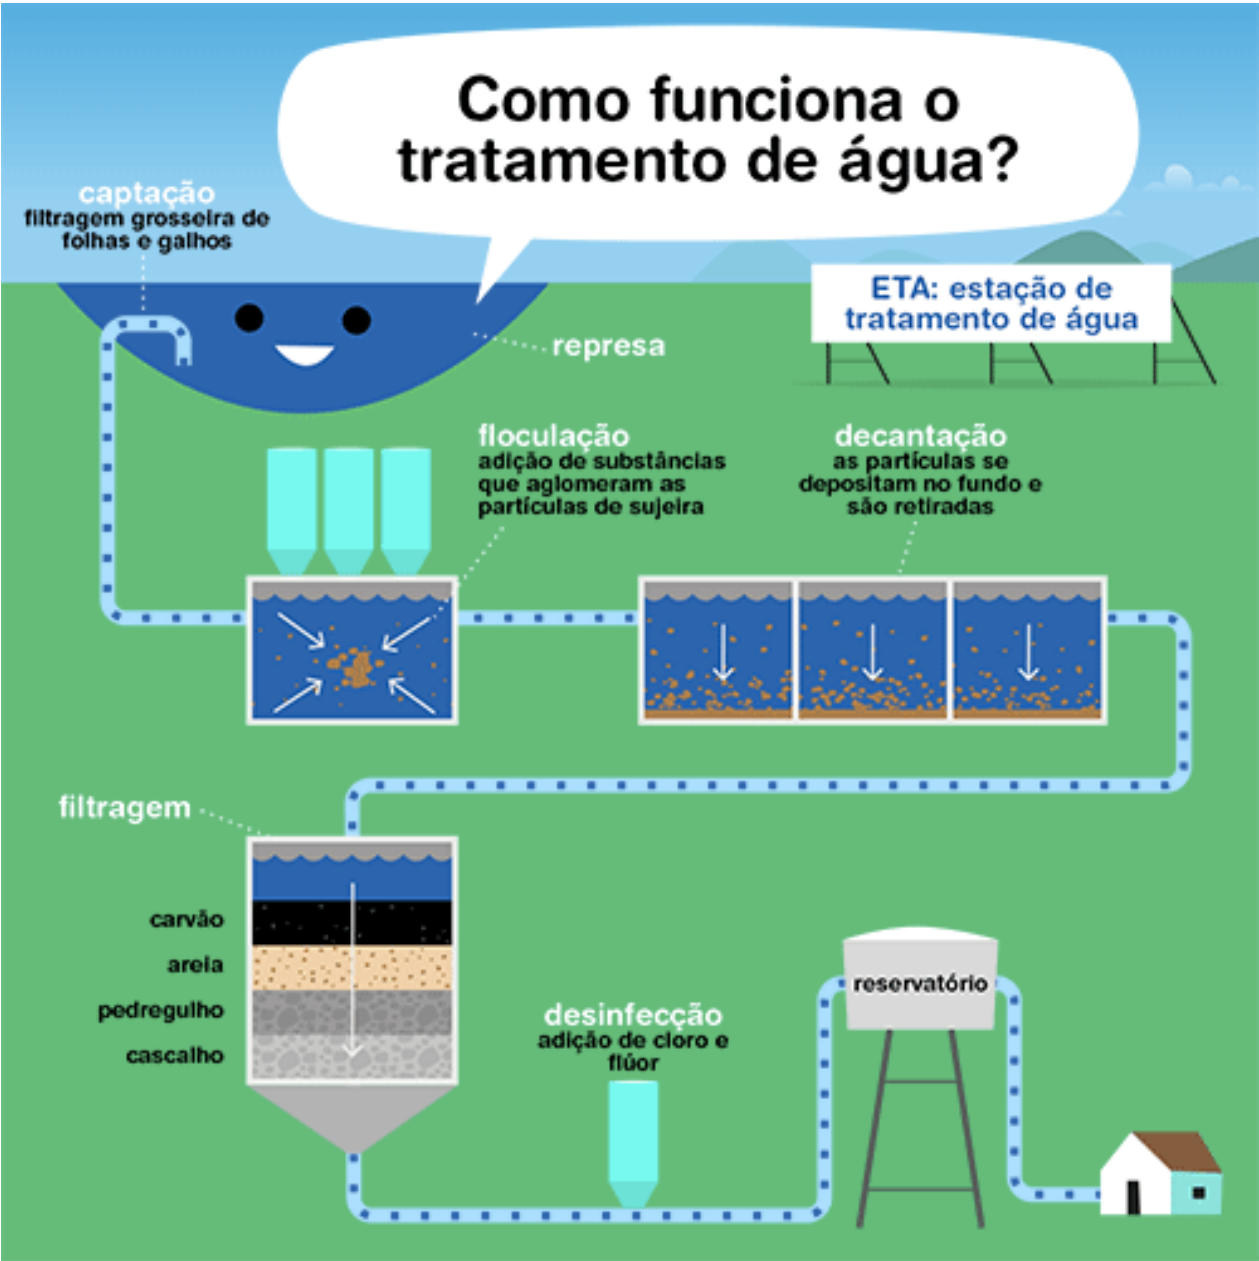 Como funciona o
tratamento de água?
captação
filtragem grosseira de
folhas e galhos
ETA: estação de
tratamento de água
represa
floculação
adição de substâncias
que aglomeram as
partículas de sujeira
decantação
as partículas se
depositam no fundo e
são retiradas
filtragem
carvão
areia
pedregulho
cascalho
desinfecção
adição de cloro e
flúor
reservatório